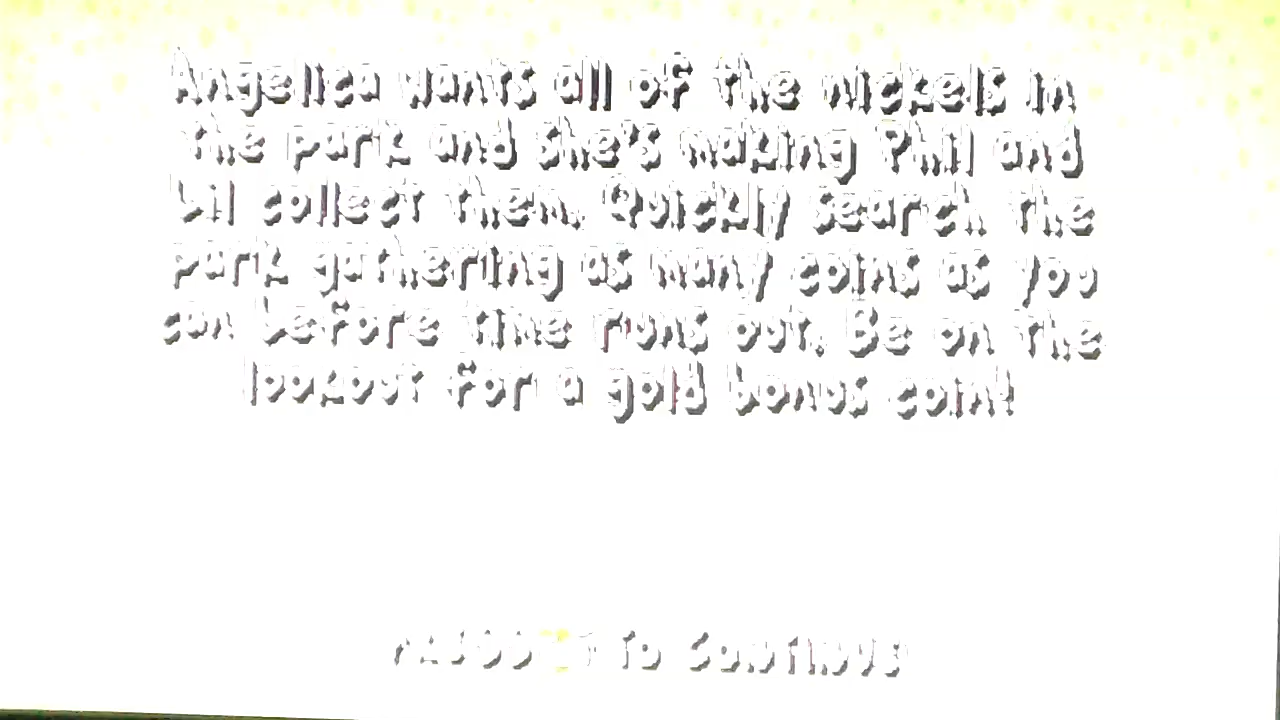 Angelica wants all of the nickels in
the park and she's making Phil and
Lil collect them. Quickly search the
park gathering as many coins as you
can before time runs out. Be on the
lookout for a gold bonus coin!
to Continue